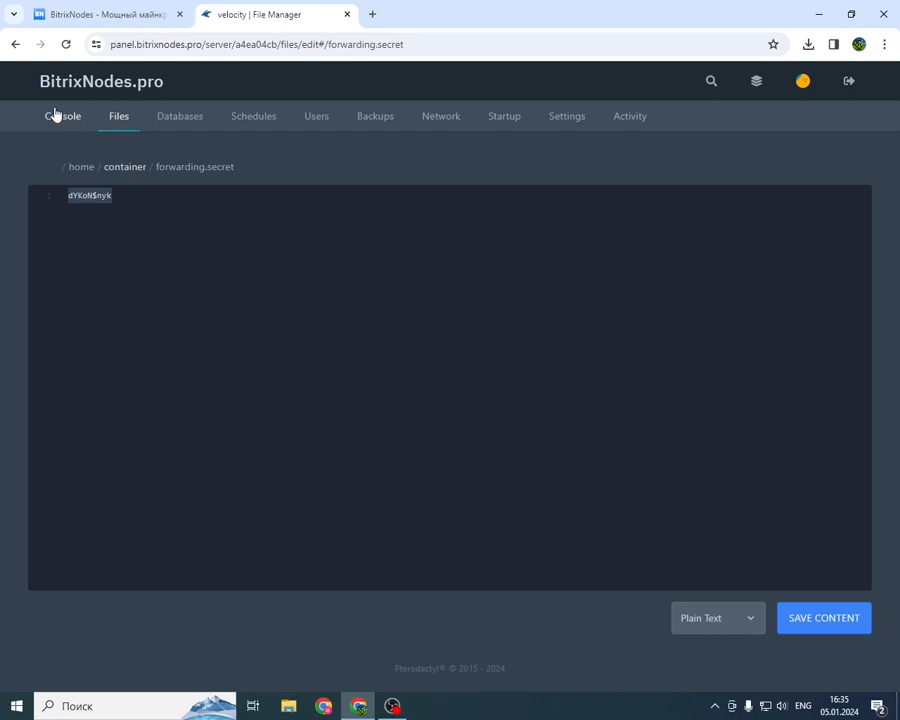 BitrixNodes - Мощный майнкр
velocity | File Manager
panel.bitrixnodes.pro/server/a4ea04cb/files/edit#/forwarding.secret
BitrixNodes.pro
Console Files Databases Schedules Users Backups Network Startup Settings Activity
/ home / container / forwarding.secret
1 dYKoN$nyk
Plain Text
SAVE CONTENT
Pterodactyl® © 2015 - 2024
Поиск
ENG
16:35
05.01.2024
2